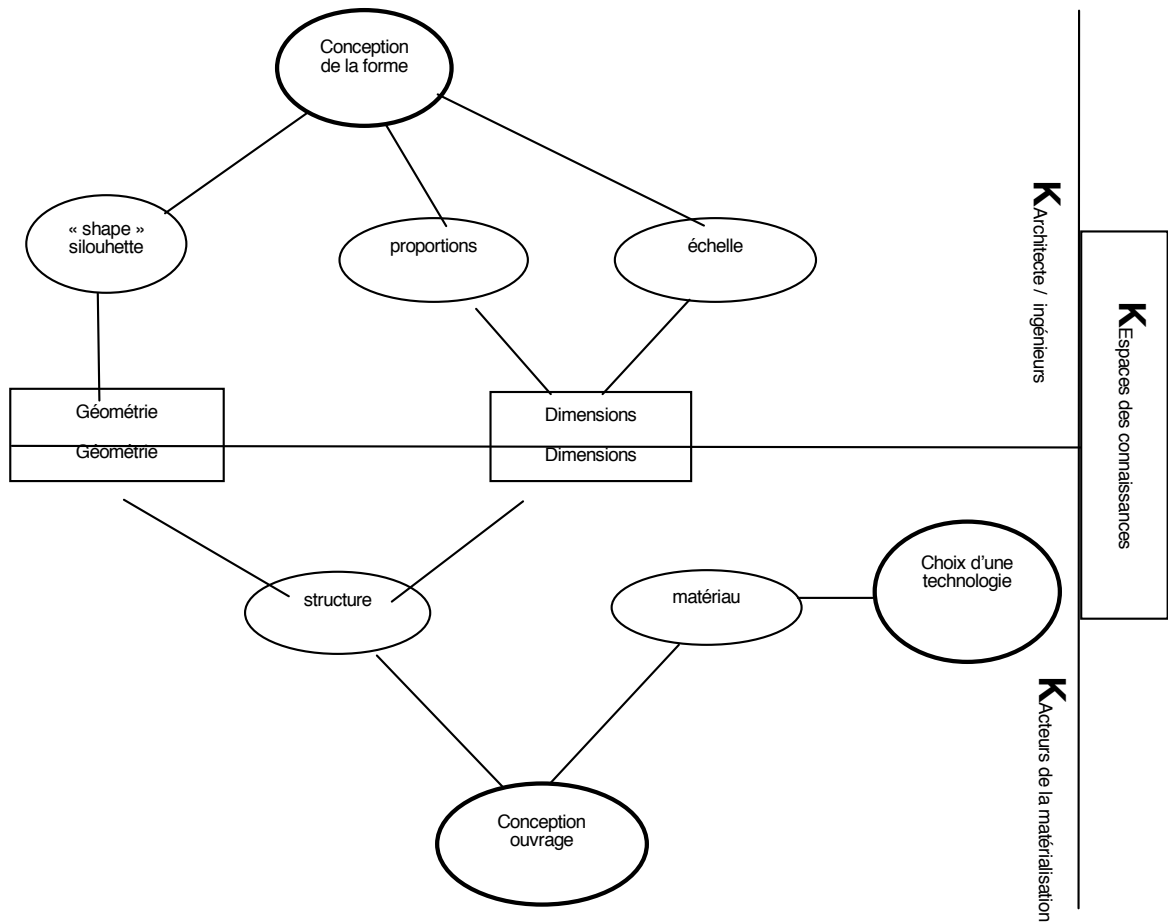 Conception
de la forme
« shape »
silouhette
proportions
échelle
Géométrie
Géométrie
Dimensions
Dimensions
structure
matériau
Choix d'une
technologie
Conception
ouvrage
KArchitecte / ingénieurs
KEspaces des connaissances
KActeurs de la matérialisation